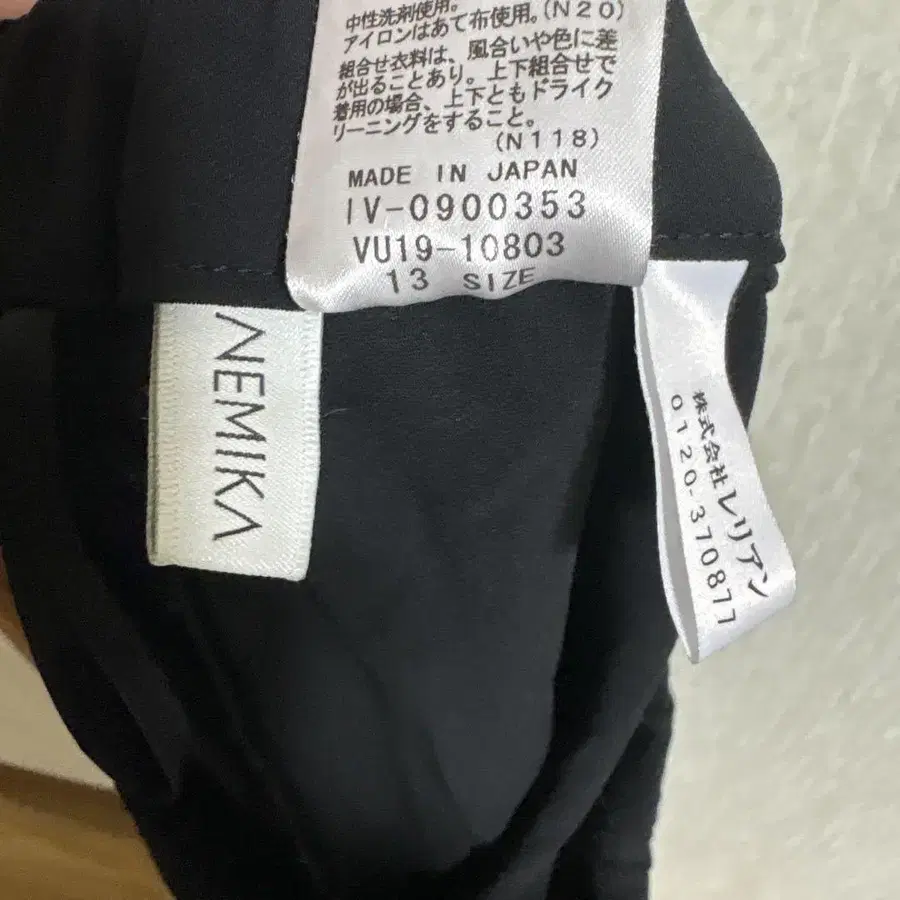 中性洗剤使用。
アイロンはあて布使用。(N20)
組合せ衣料は、風合いや色に差
が出ることあり。上下組合せで
着用の場合、上下ともドライク
リーニングをすること。
(N118)
MADE IN JAPAN
IV-0900353
VU19-10803
13 SIZE
NEMIKA
株式会社レリアン
0120-370877